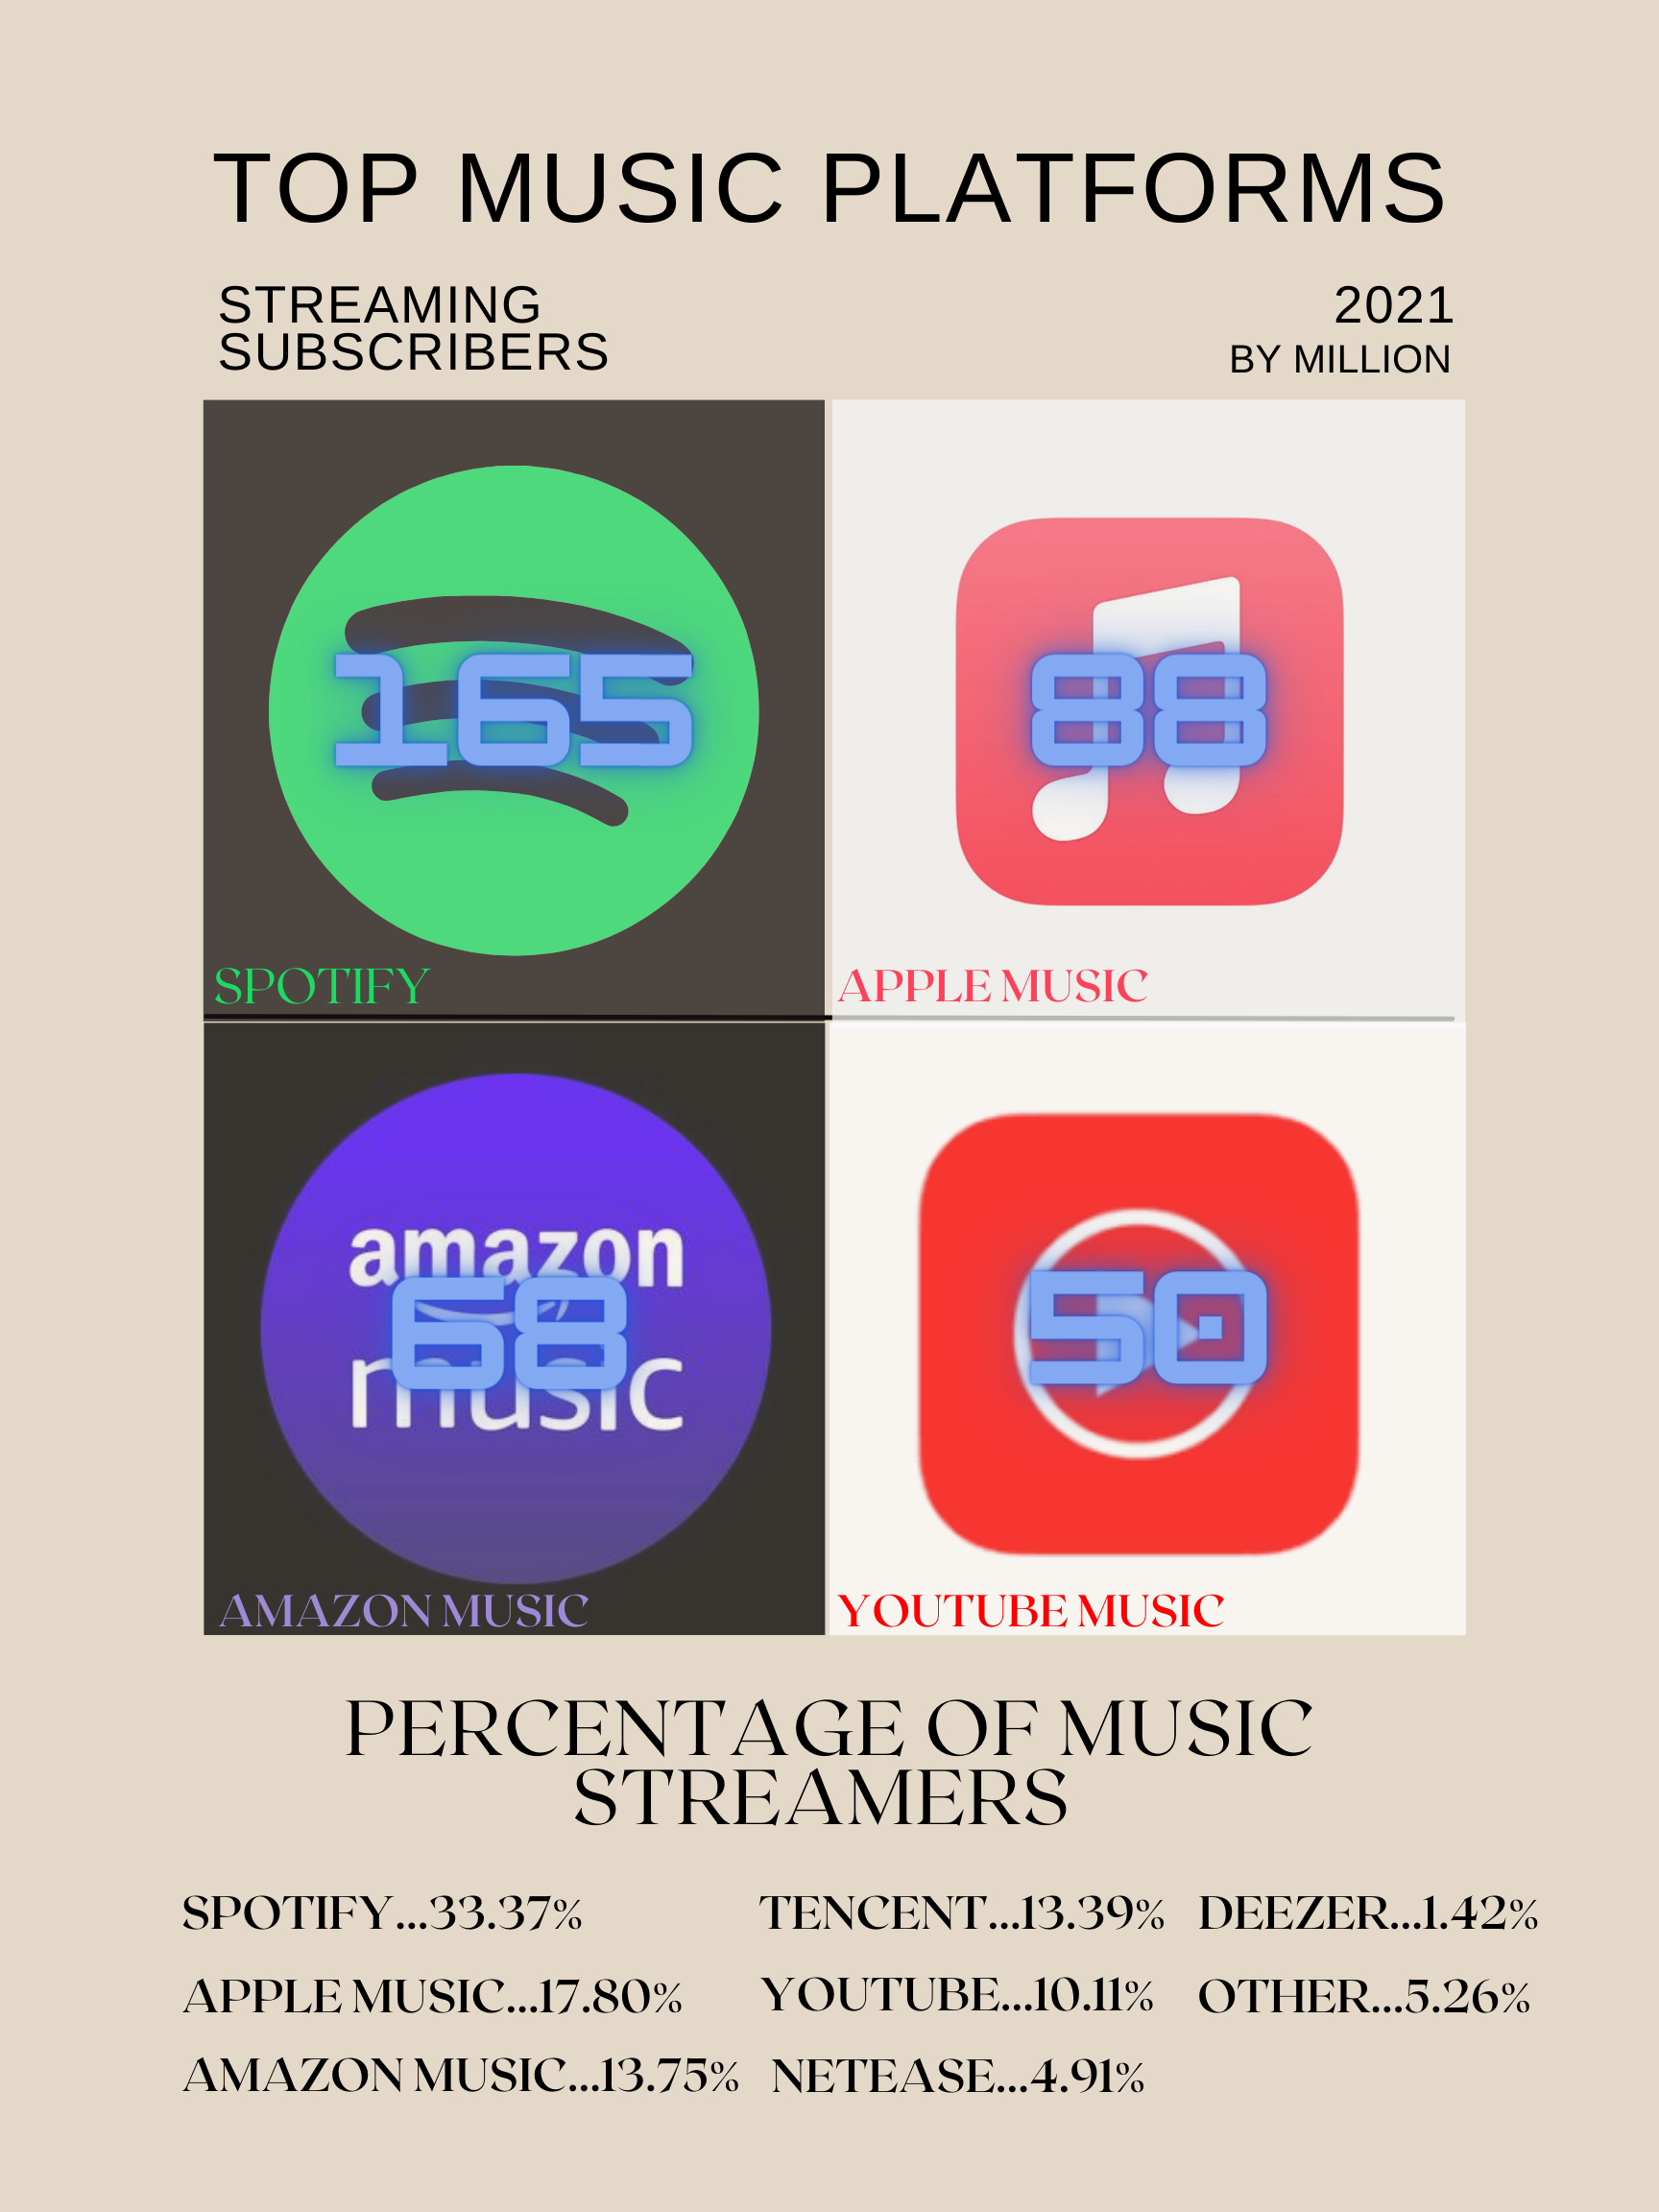 TOP MUSIC PLATFORMS
STREAMING
SUBSCRIBERS
2021
BY MILLION
165
SPOTIFY
88
APPLE MUSIC
amazon
68
music
AMAZON MUSIC
50
YOUTUBE MUSIC
PERCENTAGE OF MUSIC
STREAMERS
SPOTIFY...33.37%
APPLE MUSIC...17.80%
AMAZON MUSIC...13.75%
TENCENT...13.39%
YOUTUBE...10.11%
NETEASE...4.91%
DEEZER...1.42%
OTHER...5.26%